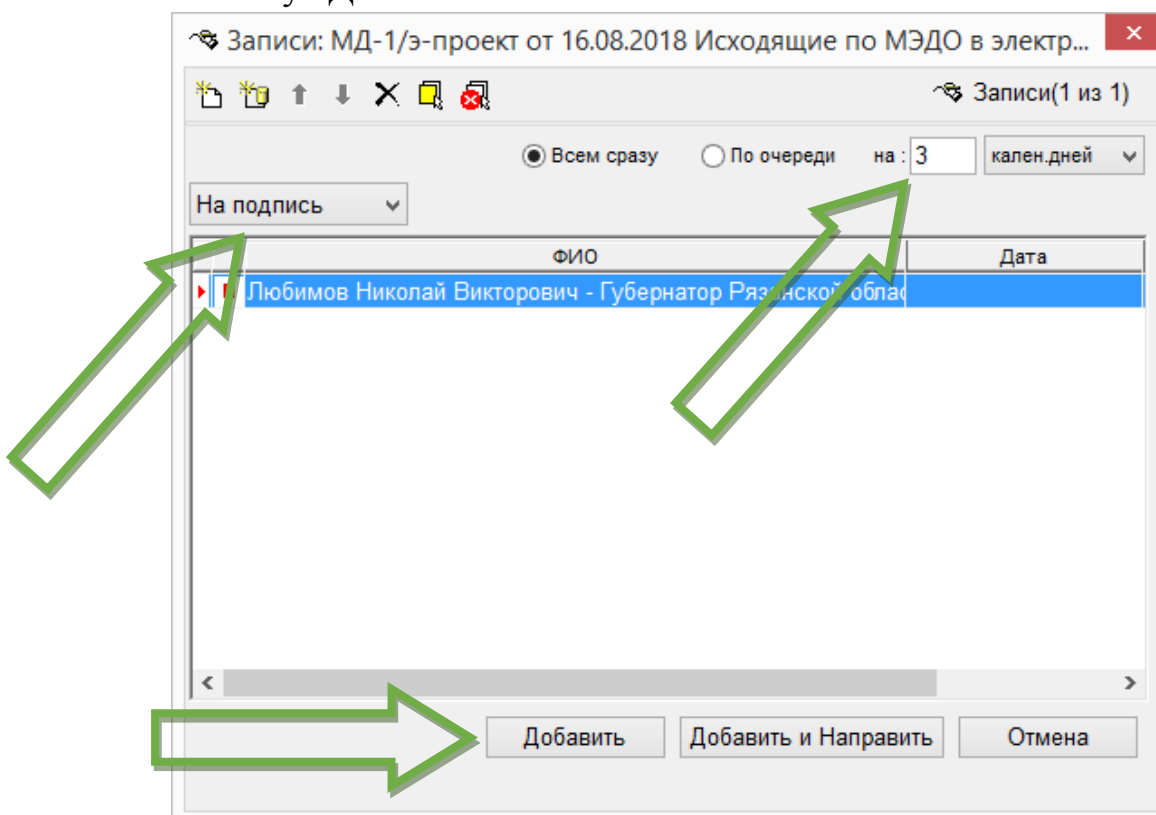 Записи: МД-1/э-проект от 16.08.2018 Исходящие по МЭДО в электр...
Записи(1 из 1)
Всем сразу По очереди на : 3 кален.дней
На подпись
ФИО Дата
Любимов Николай Викторович - Губернатор Рязанской облас
Добавить Добавить и Направить Отмена